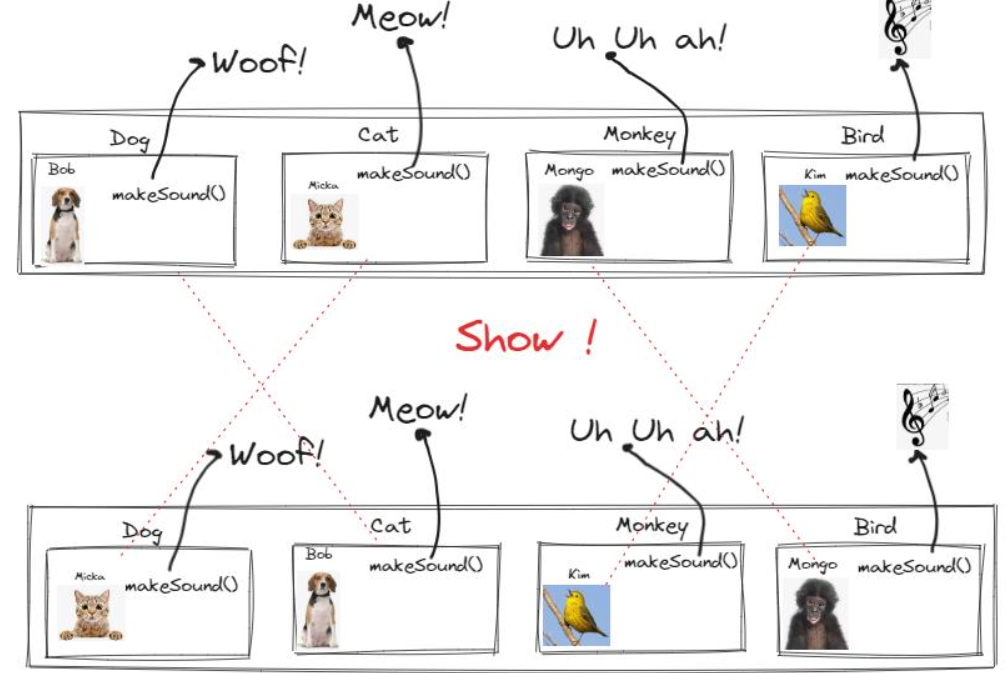 Meow!
Uh Uh ah!
Woof!
Dog
Cat
Monkey
Bird
Bob
makeSound()
Micka
makeSound()
Mongo
makeSound()
Kim
makeSound()
Show !
Meow!
Uh Uh ah!
Woof!
Dog
Cat
Monkey
Bird
Micka
makeSound()
Bob
makeSound()
Kim
makeSound()
Mongo
makeSound()